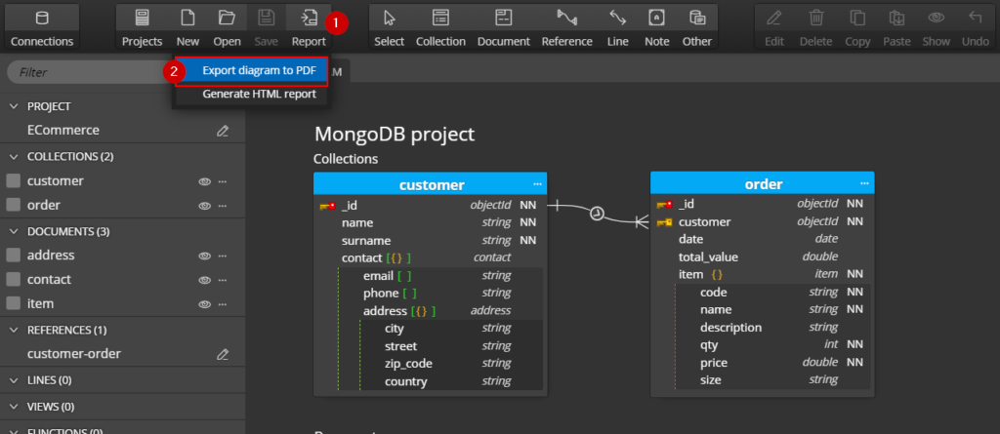 1
Connections
Projects New Open Save Report
Select Collection Document Reference Line Note Other
Edit Delete Copy Paste Show Undo
Filter
2
Export diagram to PDF
AM
Generate HTML report
PROJECT
ECommerce
COLLECTIONS (2)
customer
order
DOCUMENTS (3)
address
contact
item
REFERENCES (1)
customer-order
LINES (0)
VIEWS (0)
FUNCTIONS (0)
MongoDB project
Collections
customer
_id objectId NN
name string NN
surname string NN
contact [{} ] contact
email [ ] string
phone [ ] string
address [{} ] address
city string
street string
zip_code string
country string
order
_id objectId NN
customer objectId NN
date date
total_value double
item {} item NN
code string NN
name string NN
description string
qty int NN
price double NN
size string